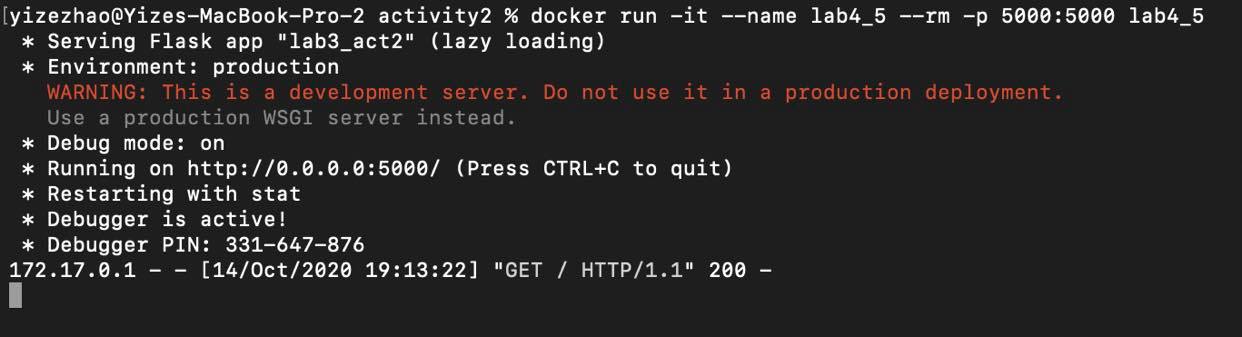 [yizezhao@Yizes-MacBook-Pro-2 activity2 % docker run -it --name lab4_5 --rm -p 5000:5000 lab4_5
* Serving Flask app "lab3_act2" (lazy loading)
* Environment: production
WARNING: This is a development server. Do not use it in a production deployment.
Use a production WSGI server instead.
* Debug mode: on
* Running on http://0.0.0.0:5000/ (Press CTRL+C to quit)
* Restarting with stat
* Debugger is active!
* Debugger PIN: 331-647-876
172.17.0.1 - - [14/Oct/2020 19:13:22] "GET / HTTP/1.1" 200 -